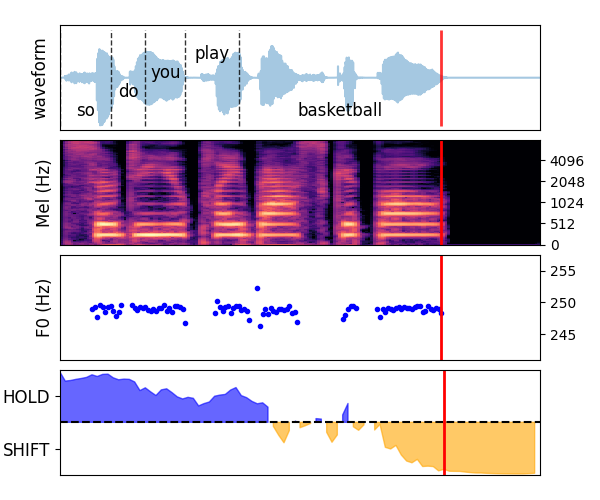 waveform
so
do
you
play
basketball
Mel (Hz)
4096
2048
1024
512
0
F0 (Hz)
255
250
245
HOLD
SHIFT